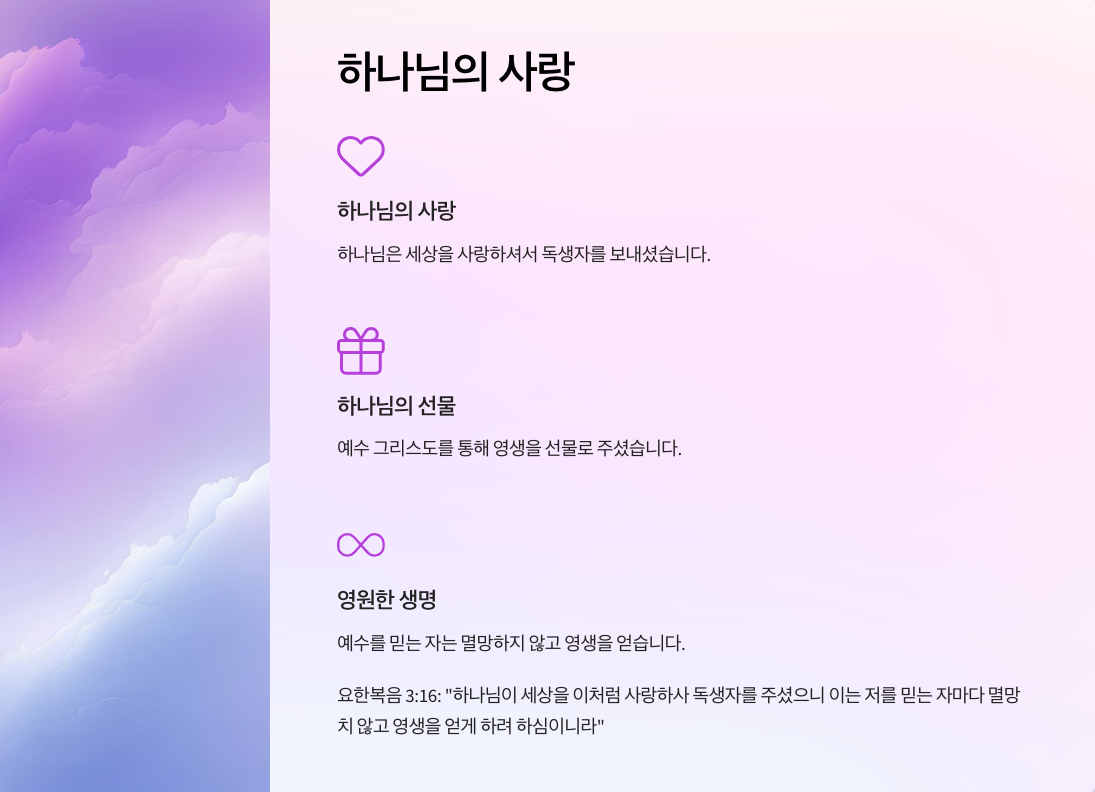 하나님의 사랑
하나님의 사랑
하나님은 세상을 사랑하셔서 독생자를 보내셨습니다.
하나님의 선물
예수 그리스도를 통해 영생을 선물로 주셨습니다.
영원한 생명
예수를 믿는 자는 멸망하지 않고 영생을 얻습니다.
요한복음 3:16: "하나님이 세상을 이처럼 사랑하사 독생자를 주셨으니 이는 저를 믿는 자마다 멸망
치 않고 영생을 얻게 하려 하심이니라"